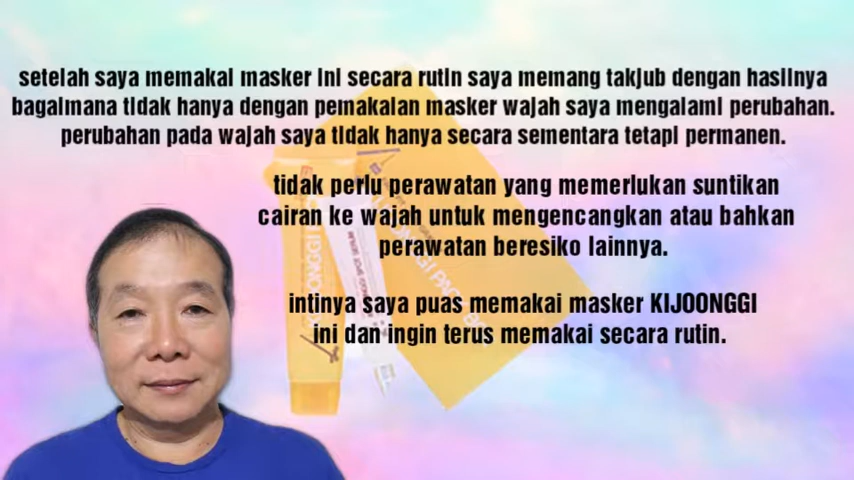 setelah saya memakai masker ini secara rutin saya memang takjub dengan hasilnya
bagaimana tidak hanya dengan pemakaian masker wajah saya mengalami perubahan.
perubahan pada wajah saya tidak hanya secara sementara tetapi permanen.
tidak perlu perawatan yang memerlukan suntikan
cairan ke wajah untuk mengencangkan atau bahkan
perawatan beresiko lainnya.
intinya saya puas memakai masker KIJOONGGI
ini dan ingin terus memakai secara rutin.